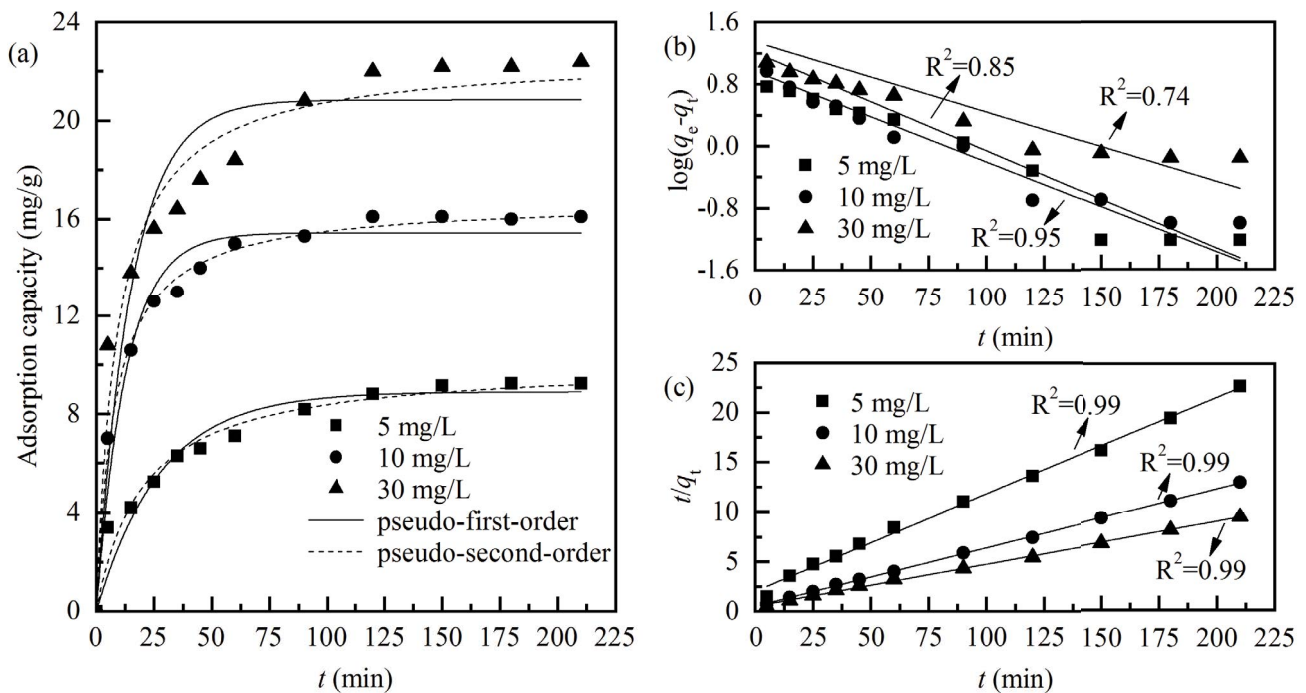 (a)
Adsorption capacity (mg/g)
24
20
16
12
8
4
0
5 mg/L
10 mg/L
30 mg/L
pseudo-first-order
pseudo-second-order
0 25 50 75 100 125 150 175 200 225
t (min)
(b)
log(qe-qt)
0.8
0.0
-0.8
-1.6
R2=0.85
R2=0.74
5 mg/L
10 mg/L
30 mg/L
R2=0.95
0 25 50 75 100 125 150 175 200 225
t (min)
(c)
t/qt
25
20
15
10
5
0
5 mg/L
10 mg/L
30 mg/L
R2=0.99
R2=0.99
R2=0.99
0 25 50 75 100 125 150 175 200 225
t (min)